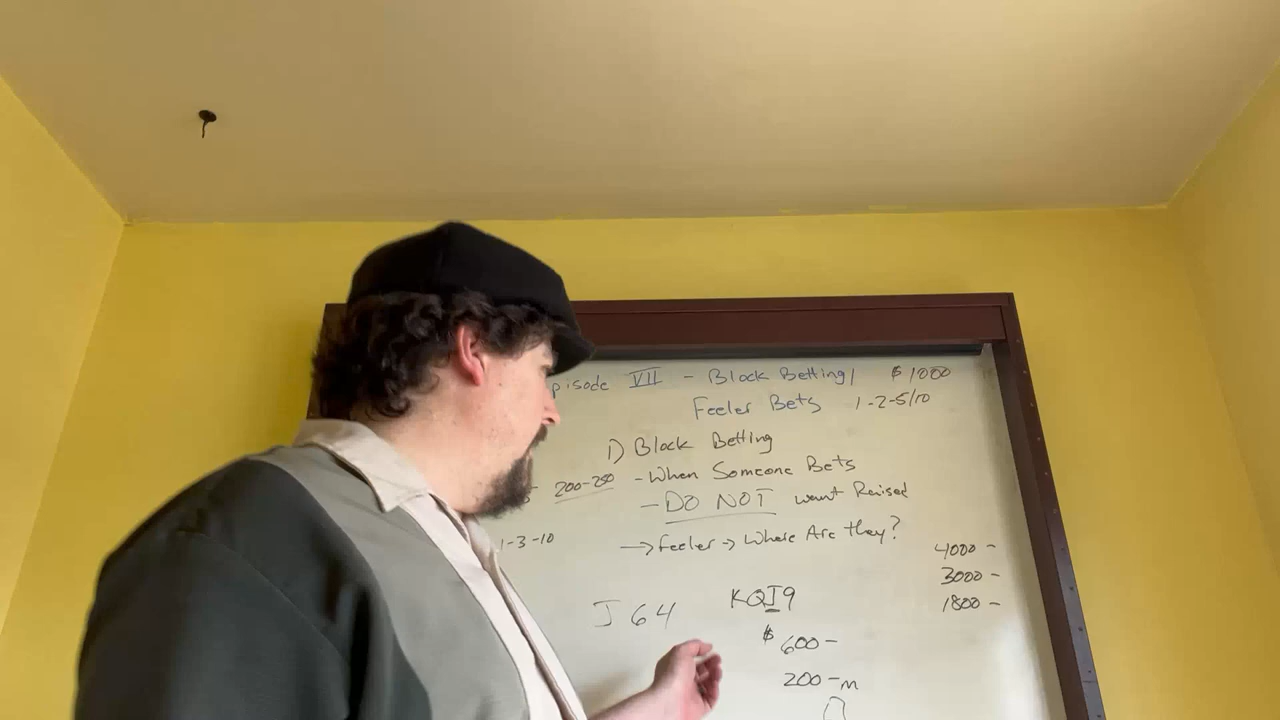 pisode VII - Block Betting/ $1000
Feeler Bets 1-2-5/10
1) Block Betting
200-250 - When Someone Bets
- DO NOT want Raised
1-3-10
→ Feeler → Where Are they?
4000 -
3000 -
1800 -
J 6 4 KQJ9
$ 600 -
200 - m